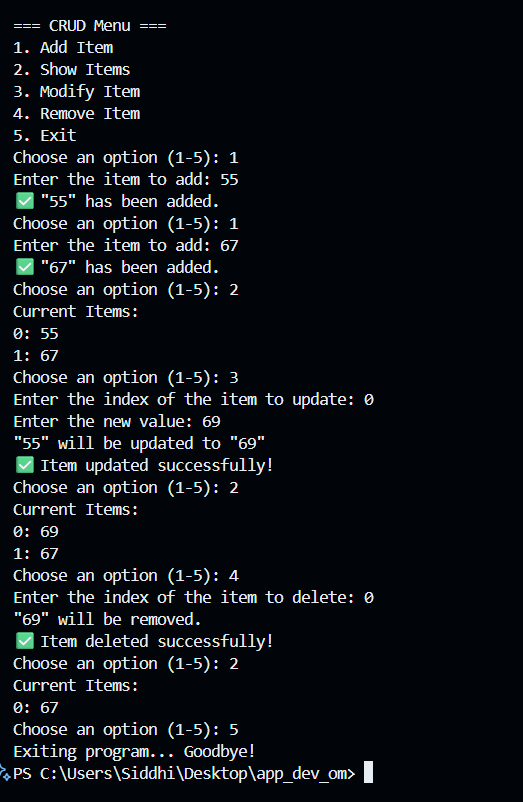 === CRUD Menu ===
1. Add Item
2. Show Items
3. Modify Item
4. Remove Item
5. Exit
Choose an option (1-5): 1
Enter the item to add: 55
✅ "55" has been added.
Choose an option (1-5): 1
Enter the item to add: 67
✅ "67" has been added.
Choose an option (1-5): 2
Current Items:
0: 55
1: 67
Choose an option (1-5): 3
Enter the index of the item to update: 0
Enter the new value: 69
"55" will be updated to "69"
✅ Item updated successfully!
Choose an option (1-5): 2
Current Items:
0: 69
1: 67
Choose an option (1-5): 4
Enter the index of the item to delete: 0
"69" will be removed.
✅ Item deleted successfully!
Choose an option (1-5): 2
Current Items:
0: 67
Choose an option (1-5): 5
Exiting program... Goodbye!
PS C:\Users\Siddhi\Desktop\app_dev_om>